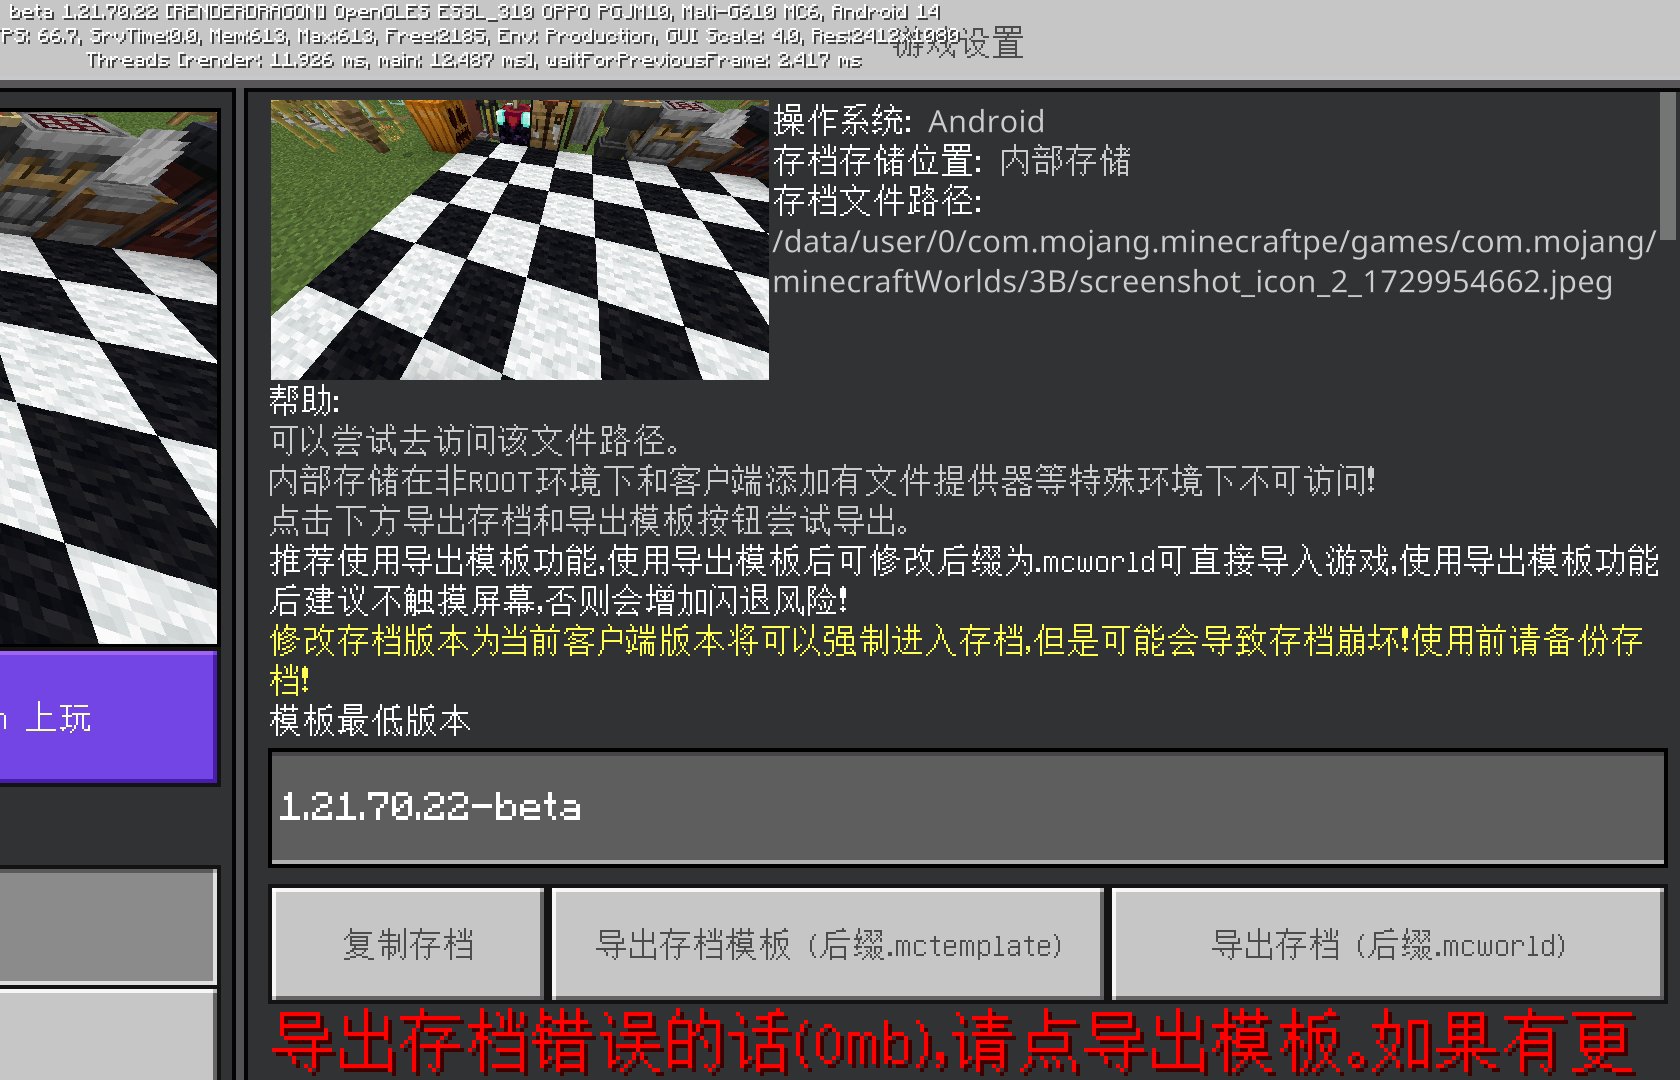 beta 1.21.70.22 [RENDERDRAGON] OpenGLES ESSL_310 OPPO PGJM10, Mali-G610 MC6, Android 14
PS: 66.7, SrvTime:0.0, Mem:613, Max:613, Free:2185, Env: Production, GUI Scale: 4.0, Res:2412x1080
游戏设置
Threads [render: 11.926 ms, main: 12.487 ms], waitForPreviousFrame: 2.417 ms
操作系统: Android
存档存储位置: 内部存储
存档文件路径:
/data/user/0/com.mojang.minecraftpe/games/com.mojang/
minecraftWorlds/3B/screenshot_icon_2_1729954662.jpeg
帮助:
可以尝试去访问该文件路径。
内部存储在非ROOT环境下和客户端添加有文件提供器等特殊环境下不可访问!
点击下方导出存档和导出模板按钮尝试导出。
推荐使用导出模板功能,使用导出模板后可修改后缀为.mcworld可直接导入游戏,使用导出模板功能
后建议不触摸屏幕,否则会增加闪退风险!
修改存档版本为当前客户端版本将可以强制进入存档,但是可能会导致存档崩坏!使用前请备份存
档!
模板最低版本
上玩
1.21.70.22-beta
复制存档
导出存档模板 (后缀.mctemplate)
导出存档 (后缀.mcworld)
导出存档错误的话(0mb),请点导出模板。如果有更